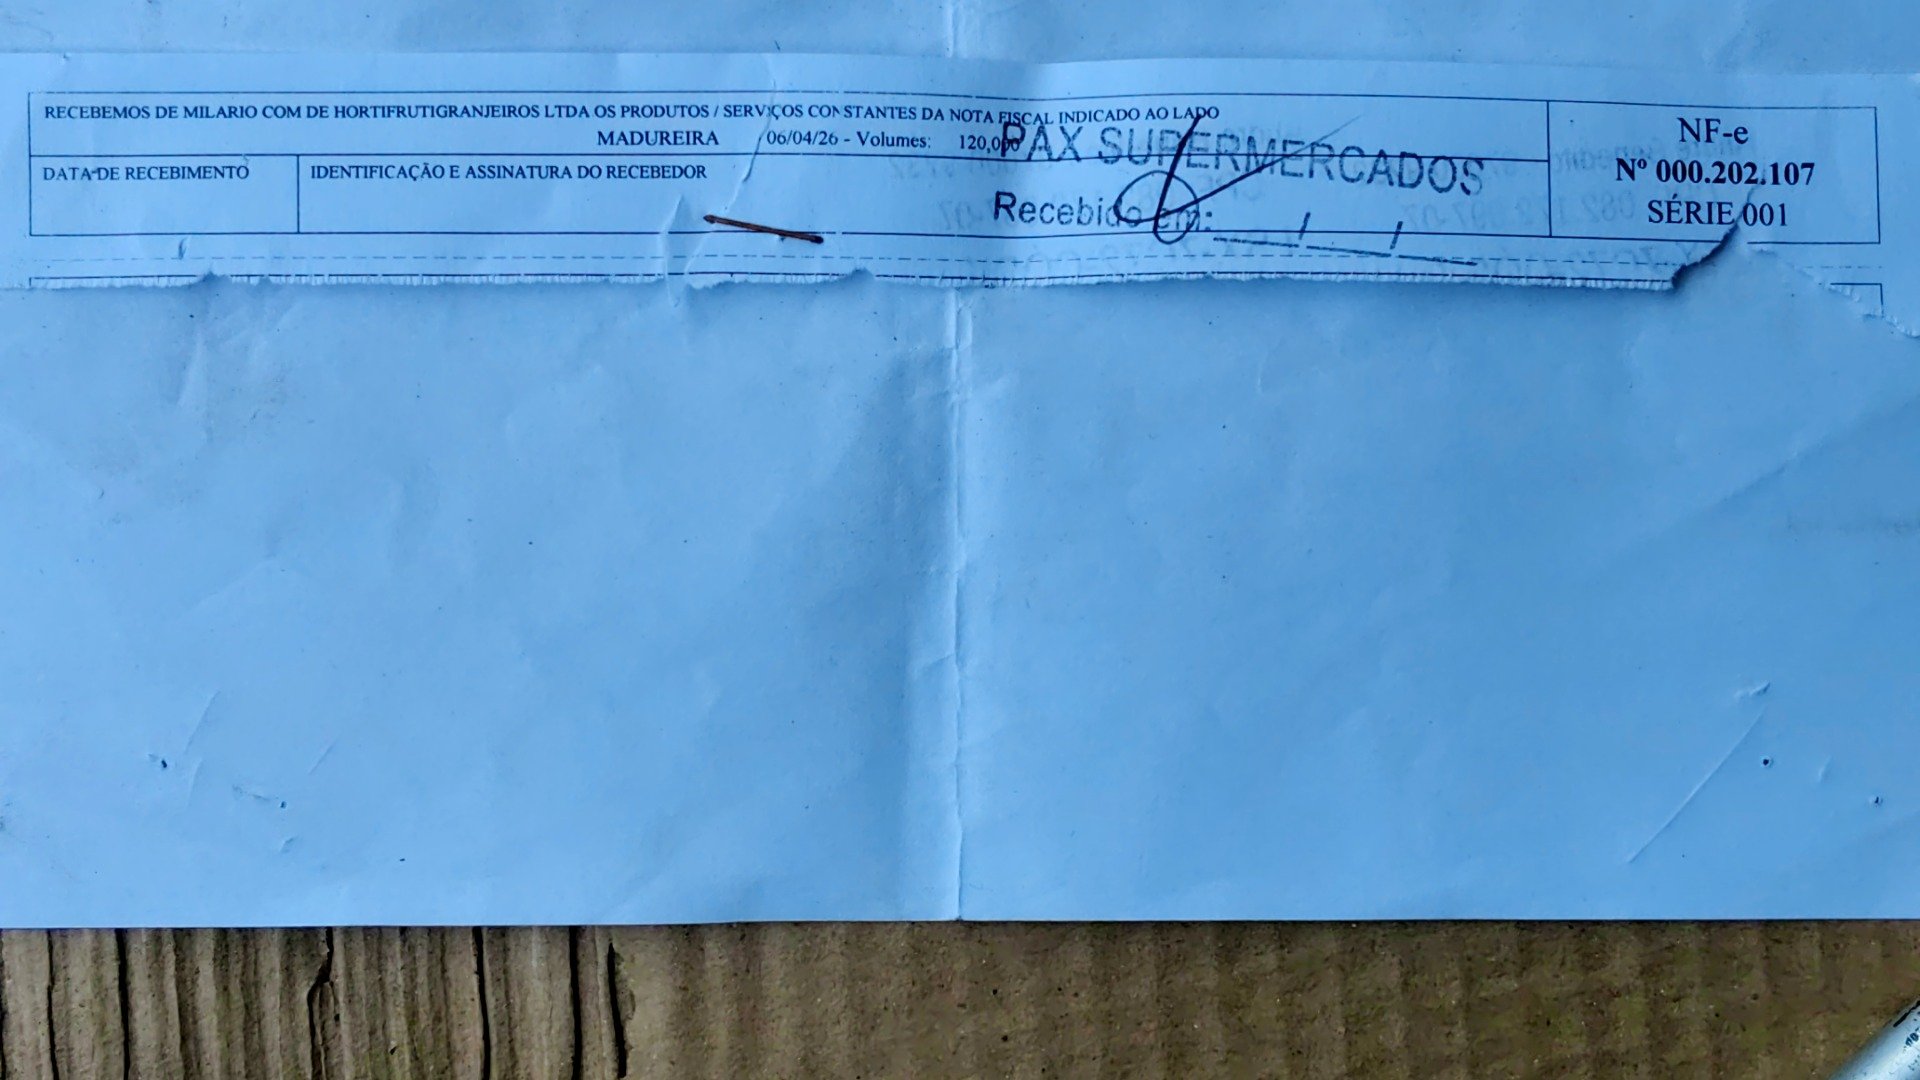 RECEBEMOS DE MILARIO COM DE HORTIFRUTIGRANJEIROS LTDA OS PRODUTOS / SERVIÇOS CONSTANTES DA NOTA FISCAL INDICADO AO LADO
MADUREIRA 06/04/26 - Volumes: 120,000
PAX SUPERMERCADOS
DATA DE RECEBIMENTO
IDENTIFICAÇÃO E ASSINATURA DO RECEBEDOR
Recebido em: / /
NF-e
Nº 000.202.107
SÉRIE 001